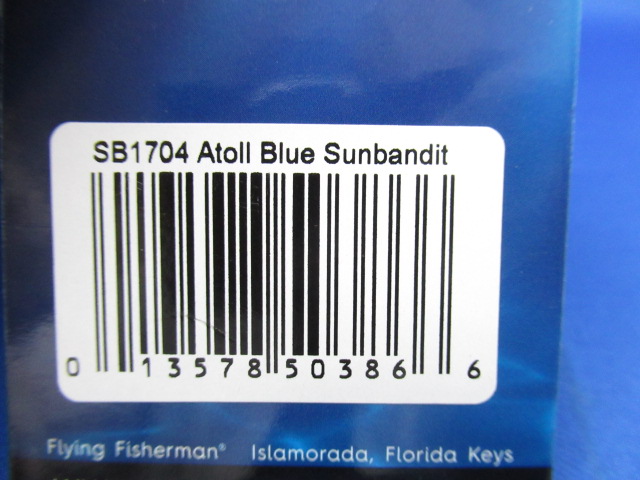 SB1704 Atoll Blue Sunbandit
0 13578 50386 6
Flying Fisherman® Islamorada, Florida Keys